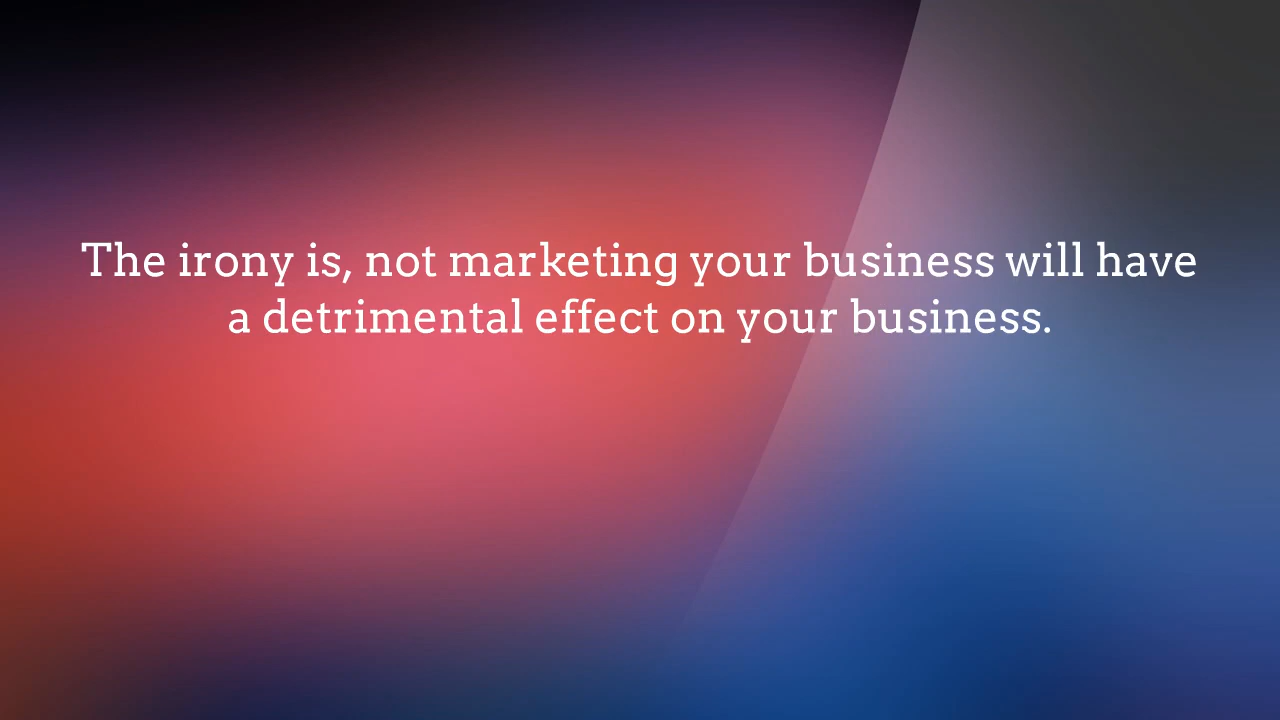 The irony is, not marketing your business will have
a detrimental effect on your business.